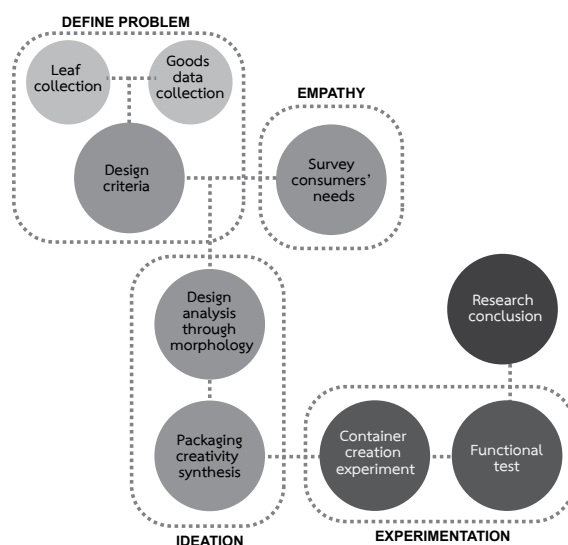 DEFINE PROBLEM
Leaf
collection
Goods
data
collection
Design
criteria
EMPATHY
Survey
consumers'
needs
Design
analysis
through
morphology
Research
conclusion
Packaging
creativity
synthesis
Container
creation
experiment
Functional
test
IDEATION
EXPERIMENTATION